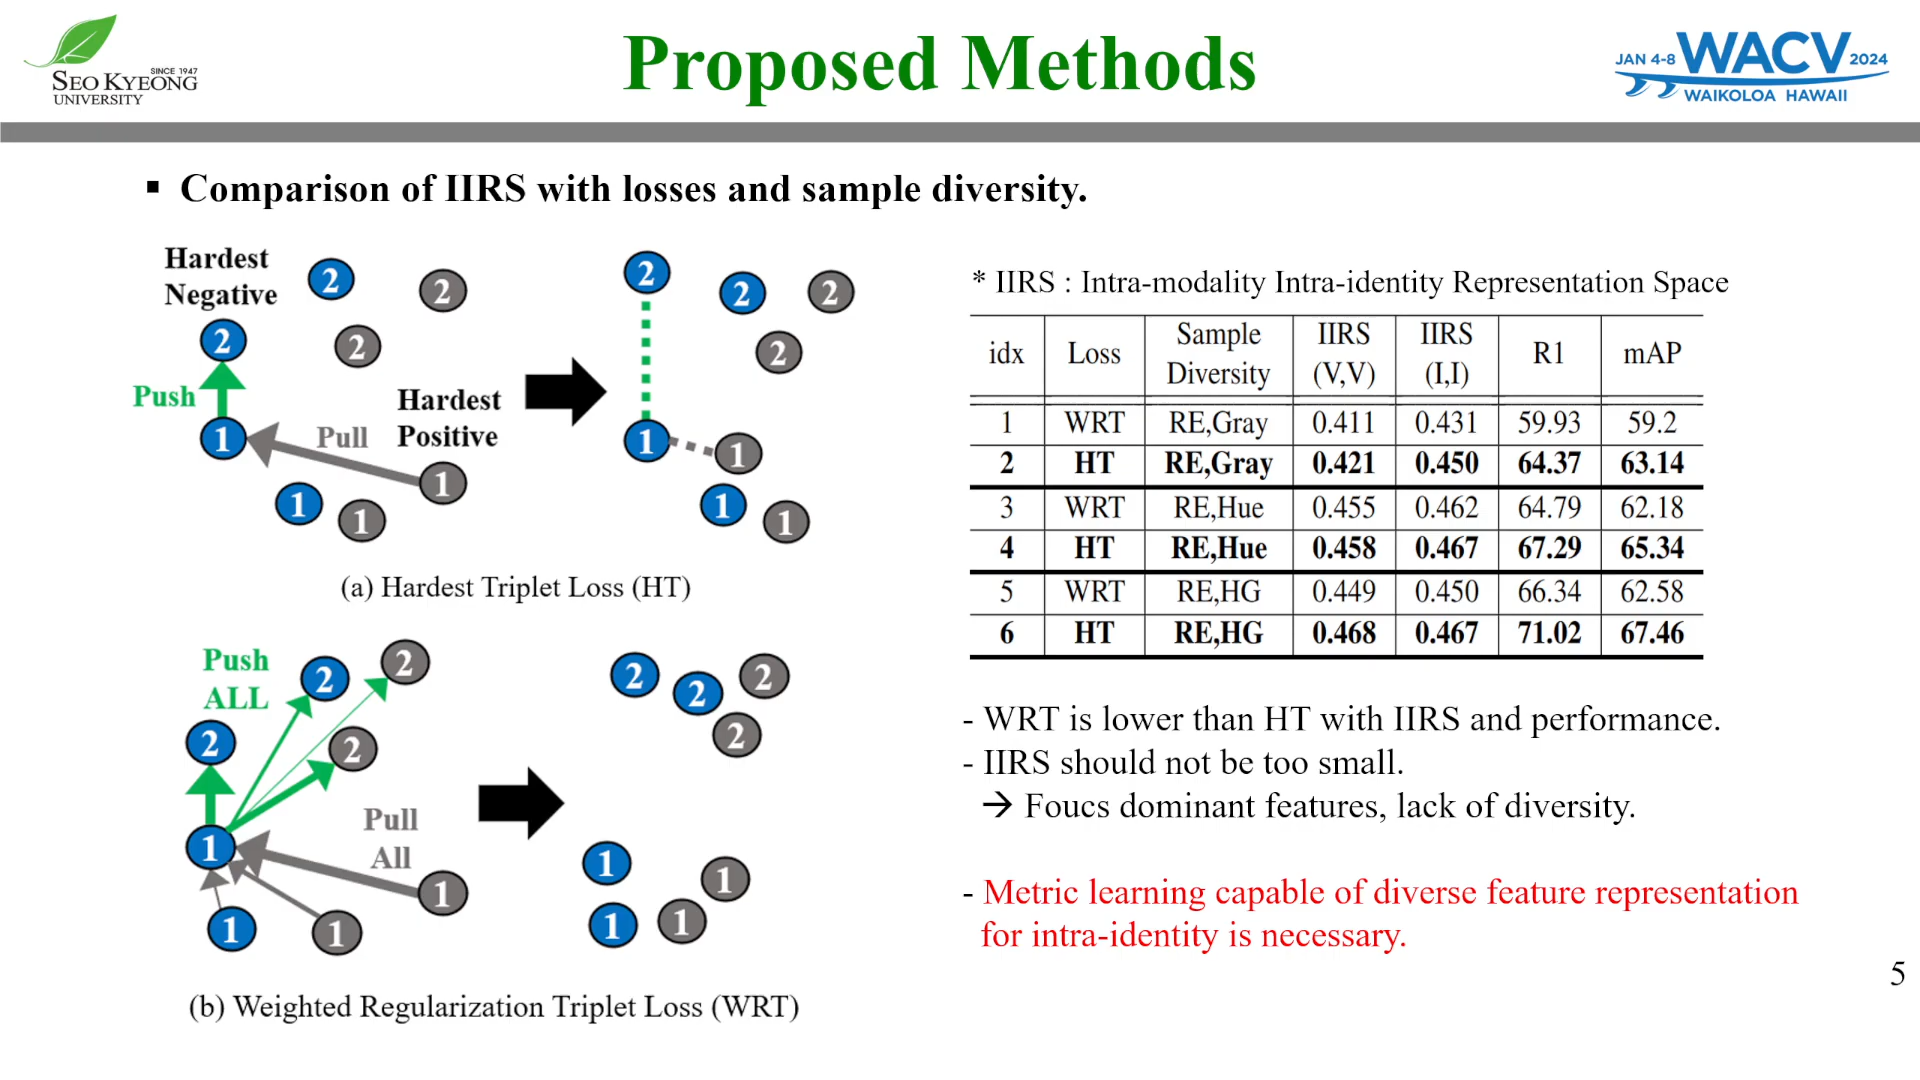 SINCE 1947
SEO KYEONG
UNIVERSITY
Proposed Methods
JAN 4-8 WACV 2024
WAIKOLOA HAWAII
▪ Comparison of IIRS with losses and sample diversity.
Hardest
Negative
2
2
2
2
Push
1
Pull
Hardest
Positive
1
1
1
2
2
2
2
1
1
1
1
(a) Hardest Triplet Loss (HT)
Push
ALL
2
2
2
2
1
Pull
All
1
1
1
2
2
2
2
1
1
1
1
(b) Weighted Regularization Triplet Loss (WRT)
* IIRS : Intra-modality Intra-identity Representation Space
idx Loss Sample Diversity IIRS (V,V) IIRS (I,I) R1 mAP
1 WRT RE,Gray 0.411 0.431 59.93 59.2
2 HT RE,Gray 0.421 0.450 64.37 63.14
3 WRT RE,Hue 0.455 0.462 64.79 62.18
4 HT RE,Hue 0.458 0.467 67.29 65.34
5 WRT RE,HG 0.449 0.450 66.34 62.58
6 HT RE,HG 0.468 0.467 71.02 67.46
- WRT is lower than HT with IIRS and performance.
- IIRS should not be too small.
→ Foucs dominant features, lack of diversity.
- Metric learning capable of diverse feature representation
for intra-identity is necessary.
5